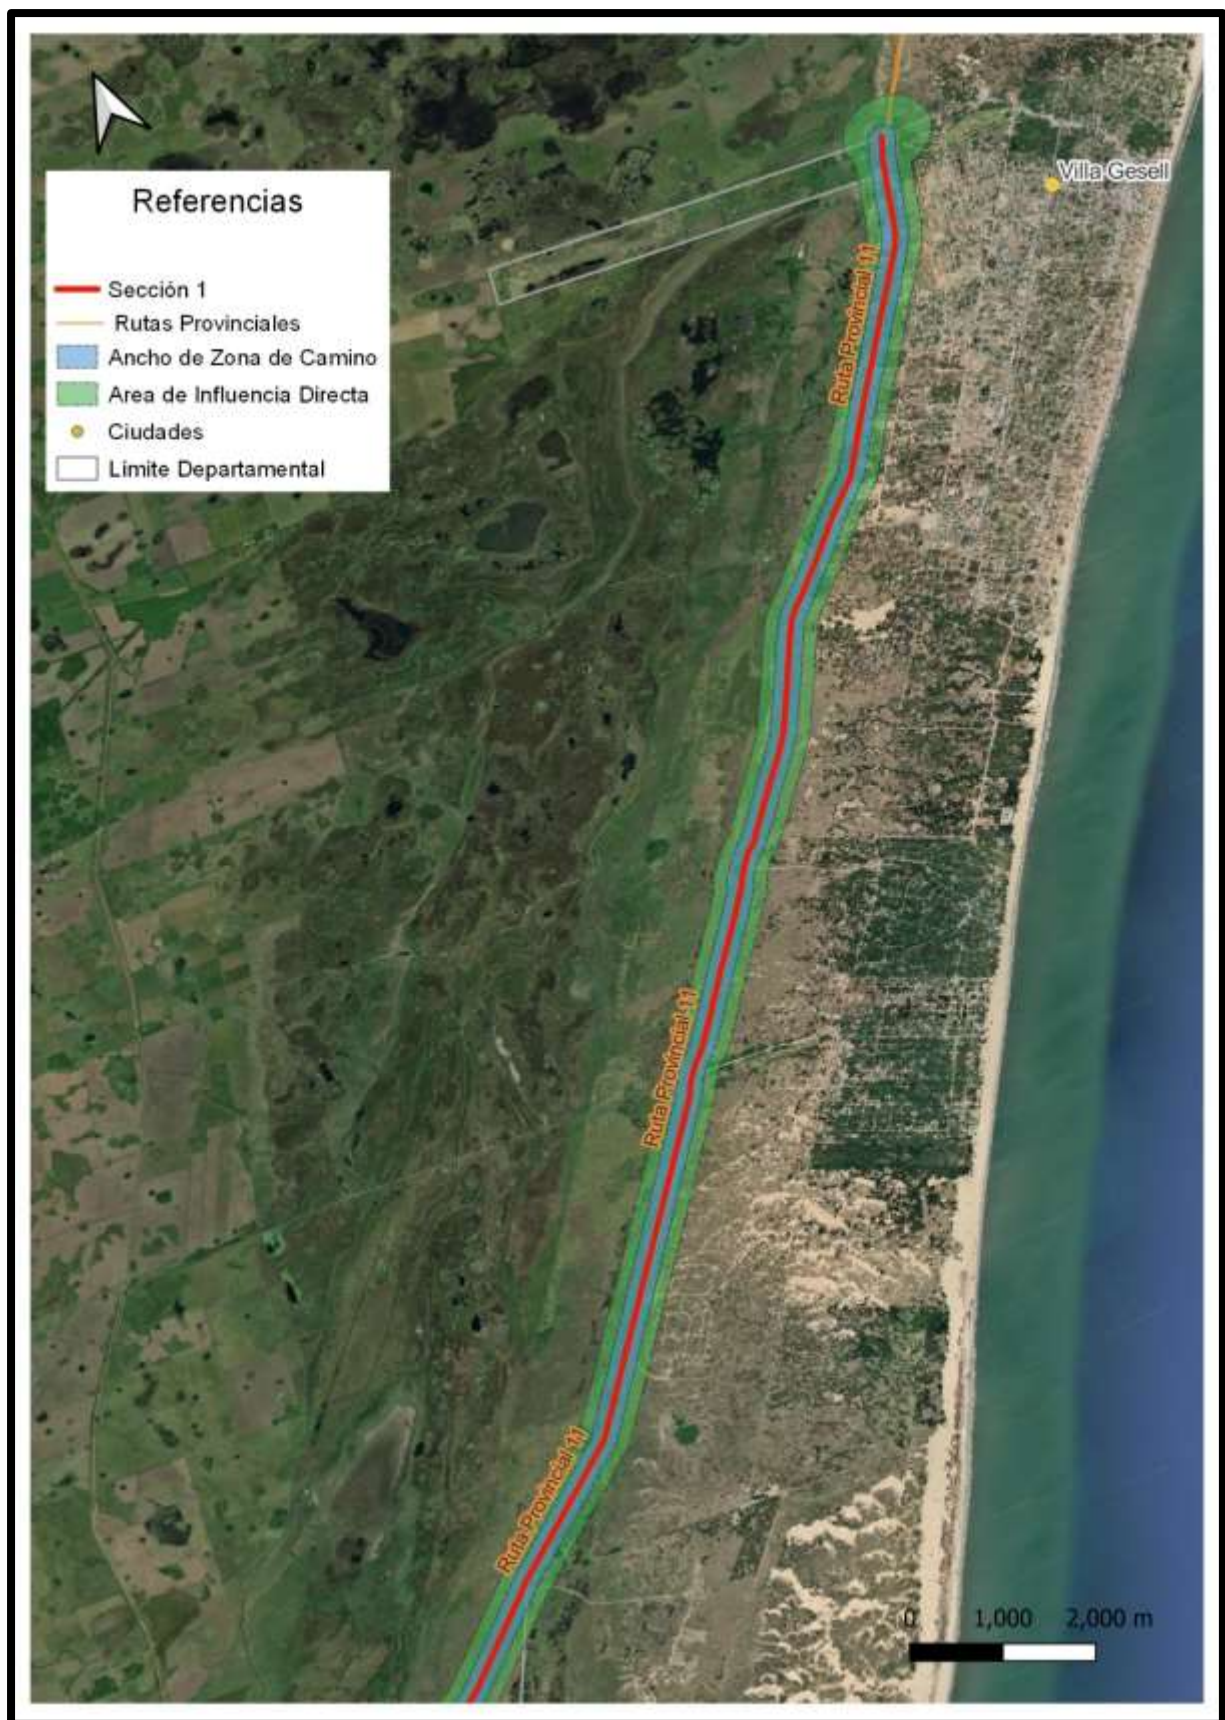 Villa Gesell
Referencias
Sección 1
Rutas Provinciales
Ancho de Zona de Camino
Area de Influencia Directa
Ciudades
Limite Departamental
Ruta Provincial 11
Ruta Provincial 11
Ruta Provincial 11
0 1,000 2,000 m